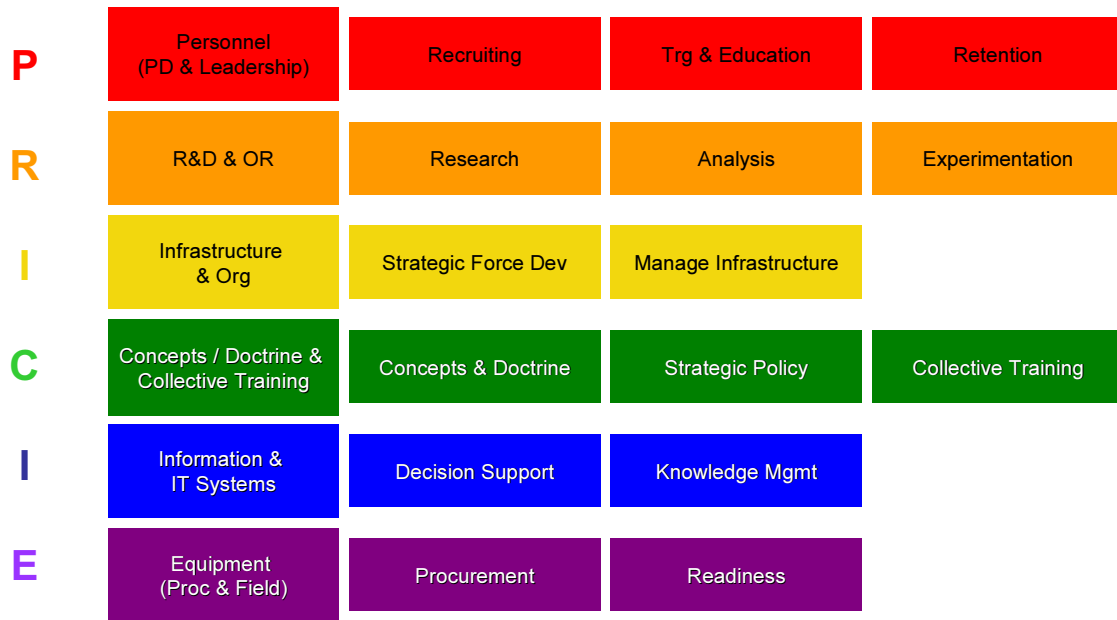 P
Personnel
(PD & Leadership)
Recruiting
Trg & Education
Retention
R
R&D & OR
Research
Analysis
Experimentation
I
Infrastructure
& Org
Strategic Force Dev
Manage Infrastructure
C
Concepts / Doctrine &
Collective Training
Concepts & Doctrine
Strategic Policy
Collective Training
I
Information &
IT Systems
Decision Support
Knowledge Mgmt
E
Equipment
(Proc & Field)
Procurement
Readiness